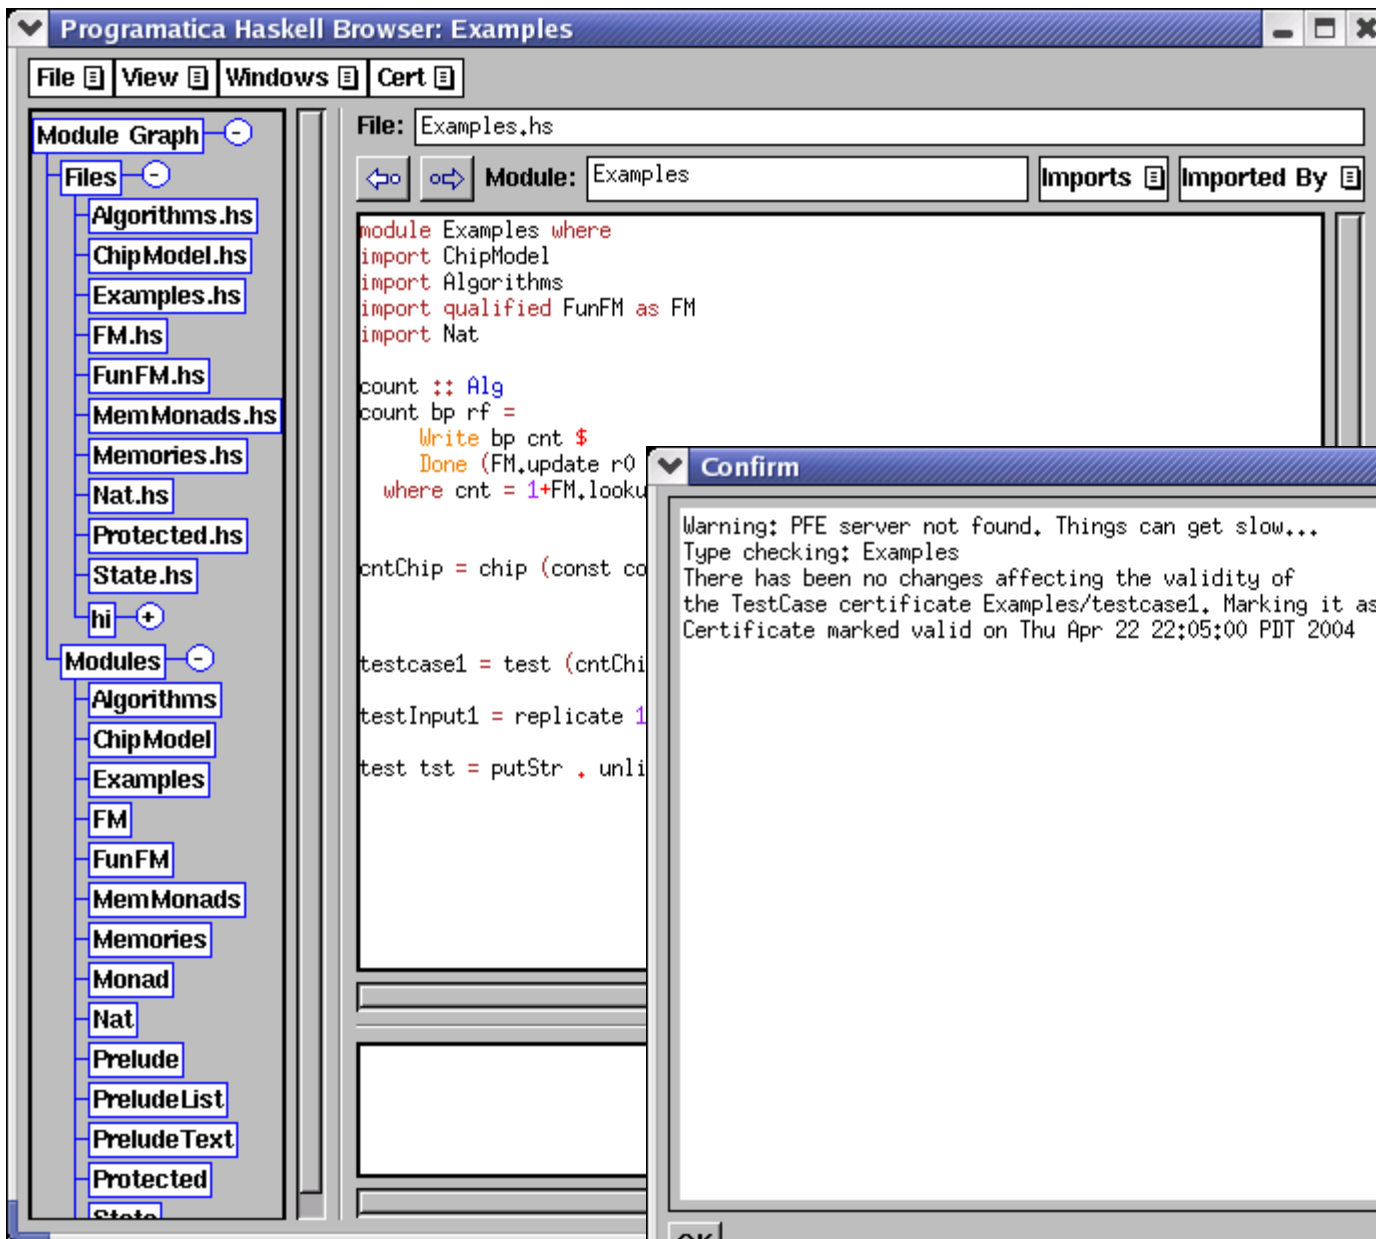 Programatica Haskell Browser: Examples
File View Windows Cert
Module Graph
Files
Algorithms.hs
ChipModel.hs
Examples.hs
FM.hs
FunFM.hs
MemMonads.hs
Memories.hs
Nat.hs
Protected.hs
State.hs
hi
Modules
Algorithms
ChipModel
Examples
FM
FunFM
MemMonads
Memories
Monad
Nat
Prelude
PreludeList
PreludeText
Protected
State
File: Examples.hs
Module: Examples Imports Imported By
module Examples where
import ChipModel
import Algorithms
import qualified FunFM as FM
import Nat
count :: Alg
count bp rf =
Write bp cnt $
Done (FM.update r0
where cnt = 1+FM.looku
cntChip = chip (const co
testcase1 = test (cntChi
testInput1 = replicate 1
test tst = putStr . unli
Confirm
Warning: PFE server not found. Things can get slow...
Type checking: Examples
There has been no changes affecting the validity of
the TestCase certificate Examples/testcase1. Marking it as
Certificate marked valid on Thu Apr 22 22:05:00 PDT 2004
OK